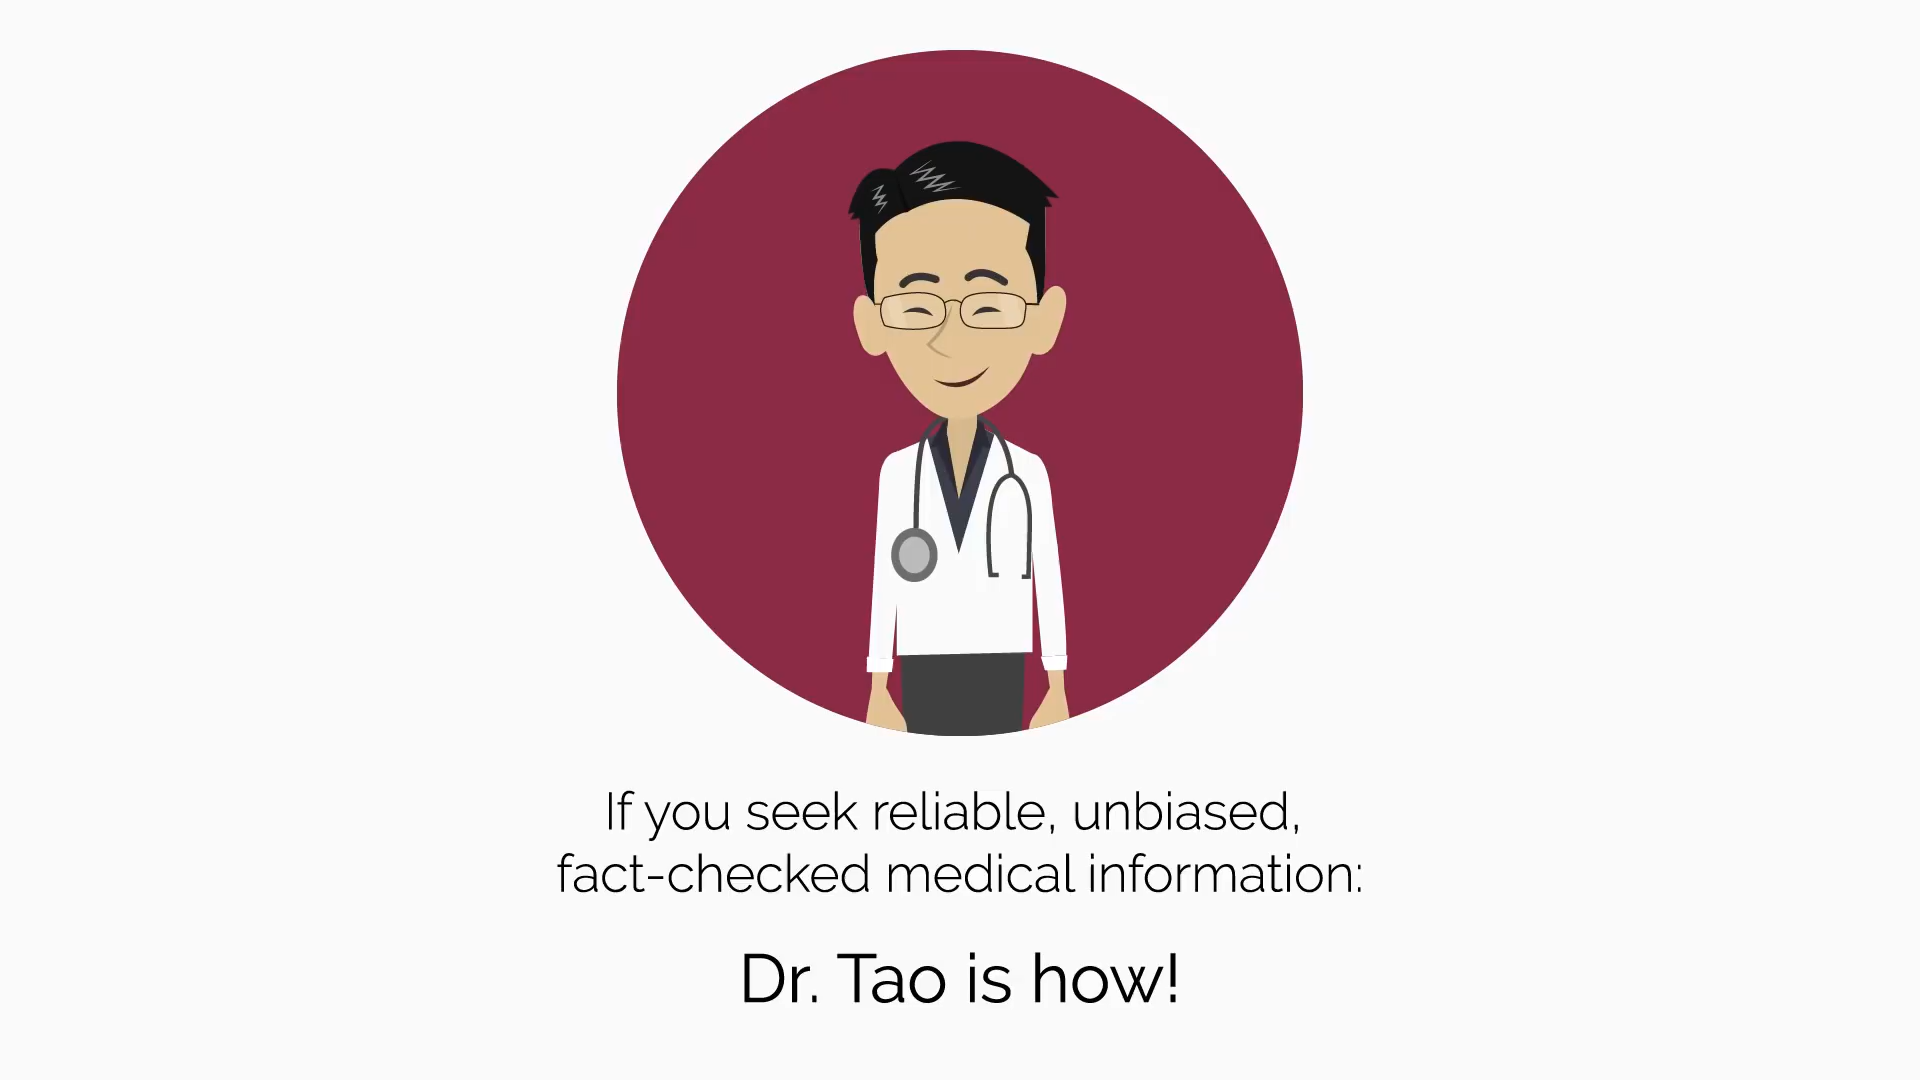 If you seek reliable, unbiased,
fact-checked medical information:
Dr. Tao is how!